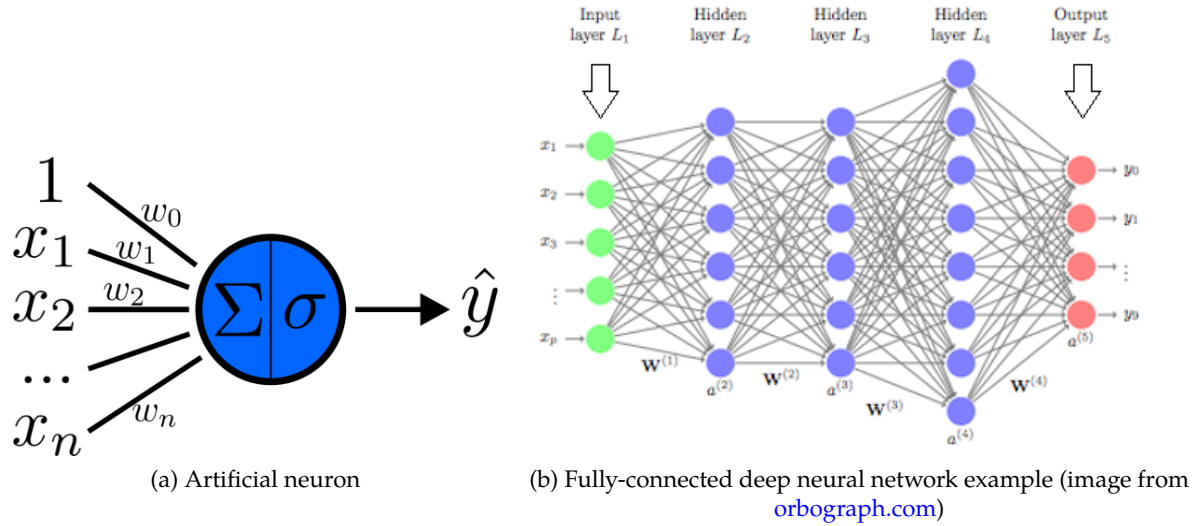 1
x₁
x₂
...
xₙ
w₀
w₁
w₂
wₙ
Σ σ
ŷ
(a) Artificial neuron
Input layer L₁
Hidden layer L₂
Hidden layer L₃
Hidden layer L₄
Output layer L₅
x₁
x₂
x₃
⋮
xₚ
W⁽¹⁾
a⁽²⁾
W⁽²⁾
a⁽³⁾
W⁽³⁾
a⁽⁴⁾
W⁽⁴⁾
a⁽⁵⁾
y₀
y₁
⋮
y₉
(b) Fully-connected deep neural network example (image from
orbograph.com)